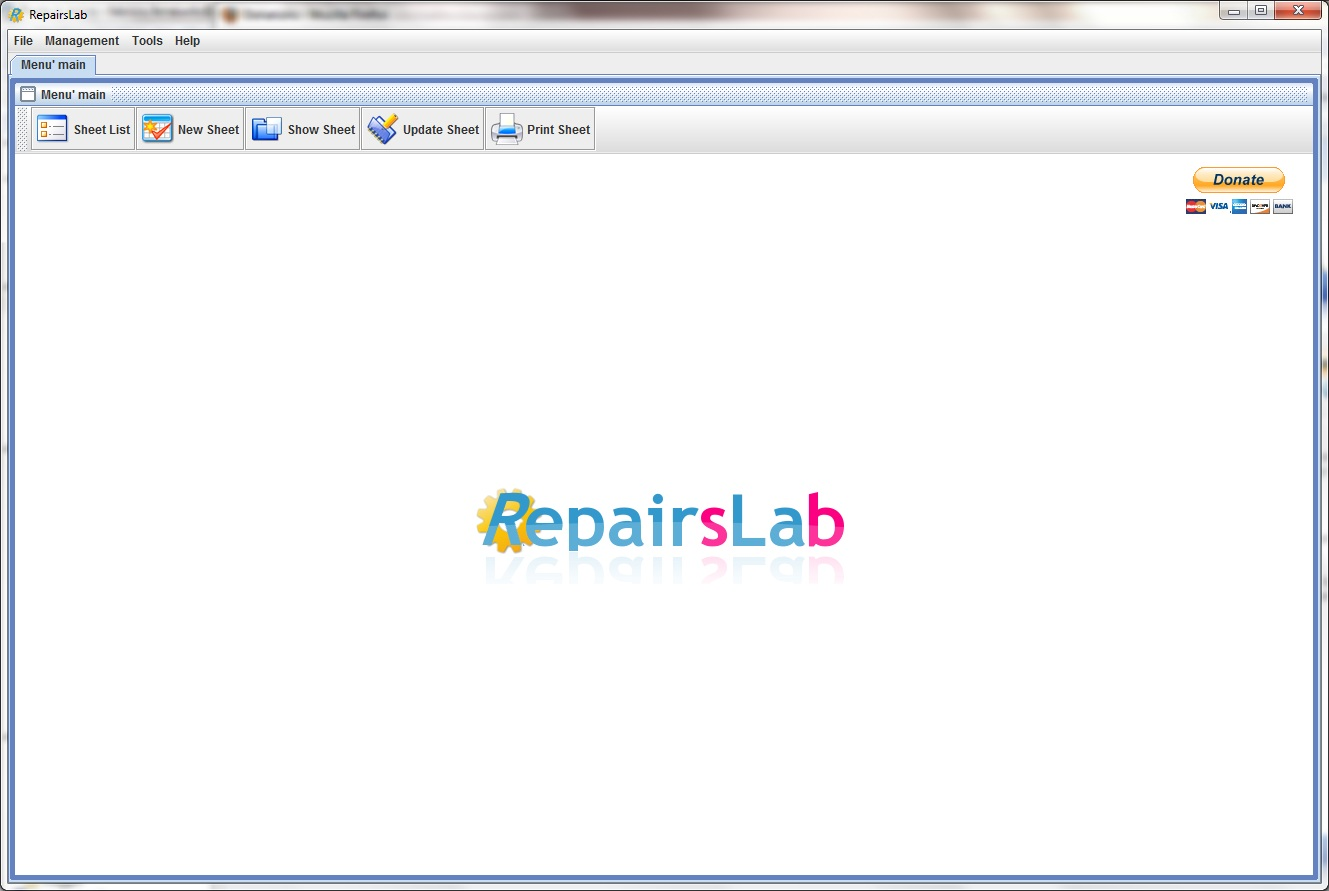 RepairsLab
File Management Tools Help
Menu' main
Menu' main
Sheet List New Sheet Show Sheet Update Sheet Print Sheet
Donate
VISA BANK
RepairsLab